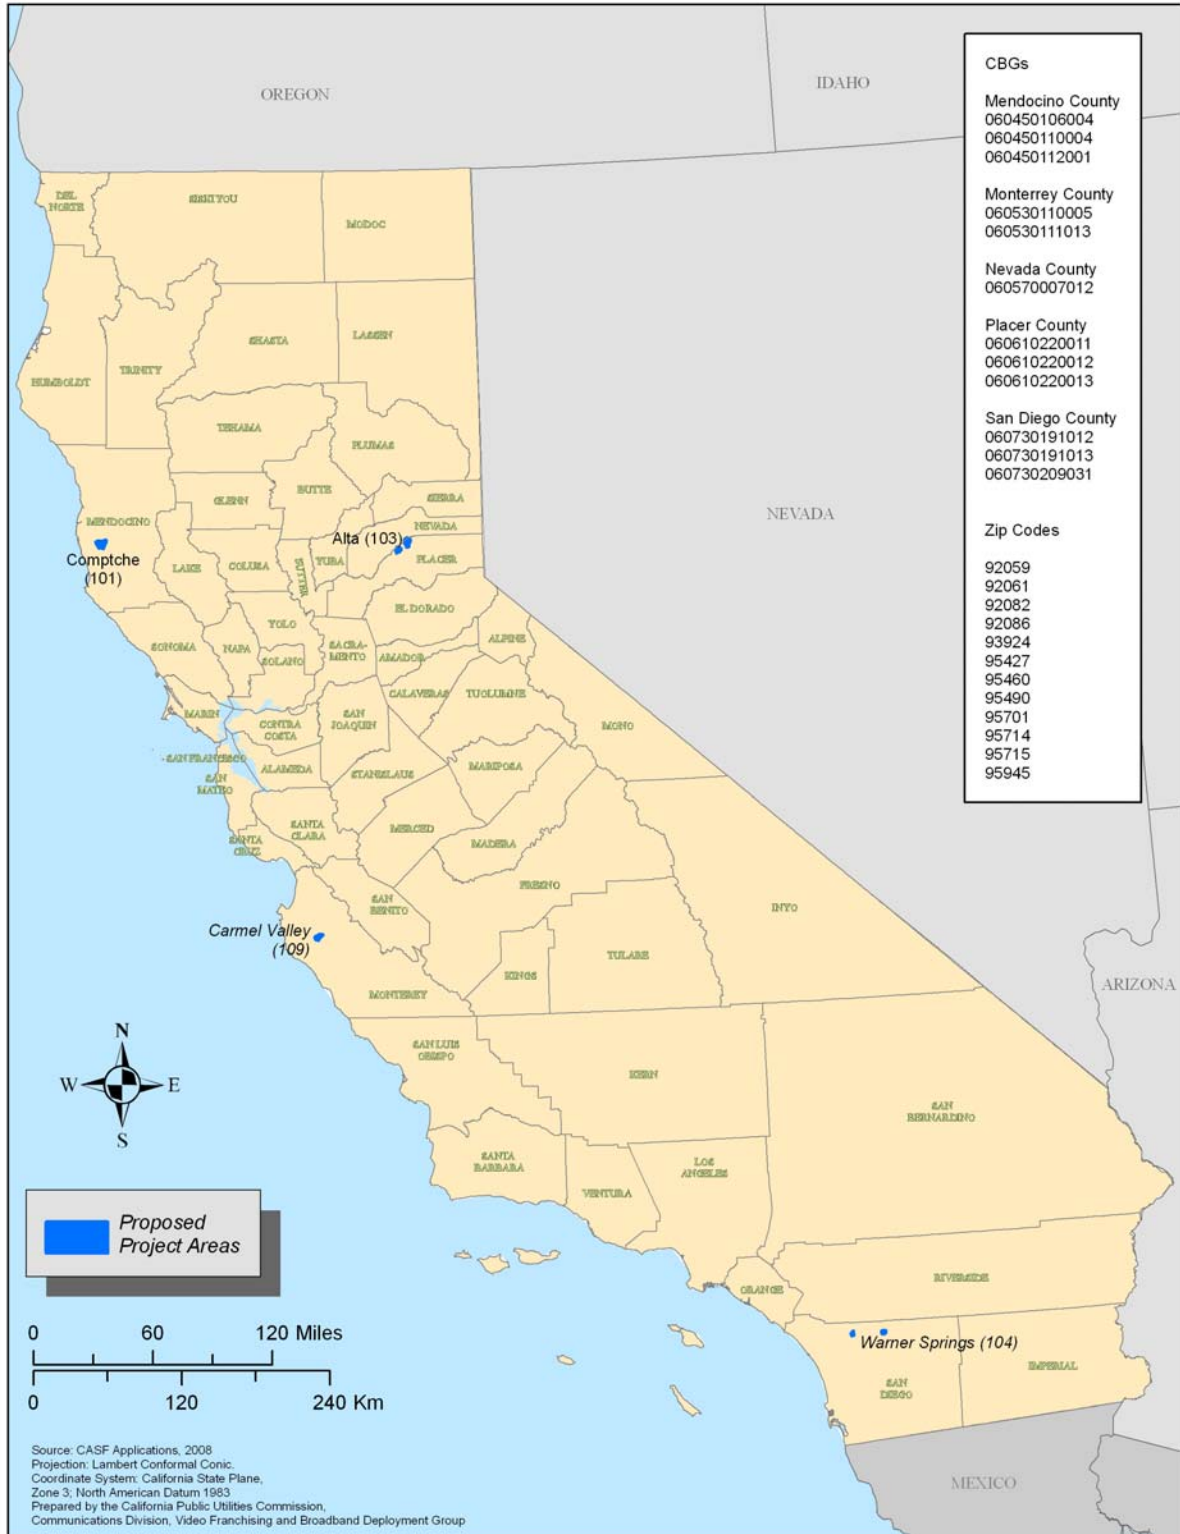 OREGON
IDAHO
NEVADA
ARIZONA
MEXICO
CBGs
Mendocino County
060450106004
060450110004
060450112001
Monterrey County
060530110005
060530111013
Nevada County
060570007012
Placer County
060610220011
060610220012
060610220013
San Diego County
060730191012
060730191013
060730209031
Zip Codes
92059
92061
92082
92086
93924
95427
95460
95490
95701
95714
95715
95945
DEL
NORTE
SISKIYOU
MODOC
HUMBOLDT
TRINITY
SHASTA
LASSEN
TEHAMA
PLUMAS
MENDOCINO
GLENN
BUTTE
SIERRA
NEVADA
Comptche
(101)
Alta (103)
LAKE
COLUSA
SUTTER
YUBA
PLACER
SONOMA
NAPA
YOLO
SOLANO
SACRA-
MENTO
EL DORADO
AMADOR
ALPINE
MARIN
CONTRA
COSTA
SAN
JOAQUIN
CALAVERAS
TUOLUMNE
MONO
SAN FRANCISCO
SAN
MATEO
ALAMEDA
STANISLAUS
MARIPOSA
SANTA
CRUZ
SANTA
CLARA
MERCED
MADERA
SAN
BENITO
FRESNO
INYO
Carmel Valley
(109)
MONTEREY
KINGS
TULARE
SAN LUIS
OBISPO
KERN
SAN
BERNARDINO
SANTA
BARBARA
VENTURA
LOS
ANGELES
ORANGE
RIVERSIDE
Warner Springs (104)
SAN
DIEGO
IMPERIAL
N
W
E
S
Proposed
Project Areas
0 60 120 Miles
0 120 240 Km
Source: CASF Applications, 2008
Projection: Lambert Conformal Conic.
Coordinate System: California State Plane,
Zone 3; North American Datum 1983
Prepared by the California Public Utilities Commission,
Communications Division, Video Franchising and Broadband Deployment Group